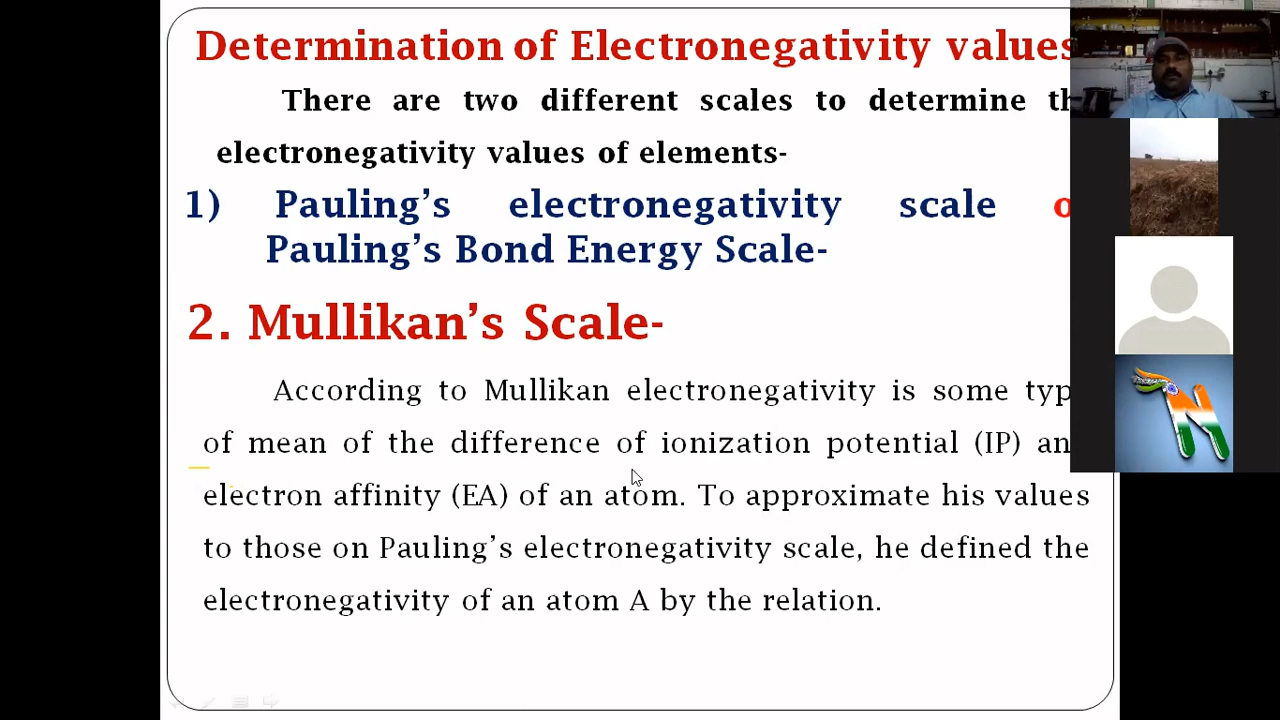 Determination of Electronegativity values
There are two different scales to determine
electronegativity values of elements-
1) Pauling’s electronegativity scale
Pauling’s Bond Energy Scale-
2. Mullikan’s Scale-
According to Mullikan electronegativity is some
of mean of the difference of ionization potential (IP)
electron affinity (EA) of an atom. To approximate his values
to those on Pauling’s electronegativity scale, he defined the
electronegativity of an atom A by the relation.
N